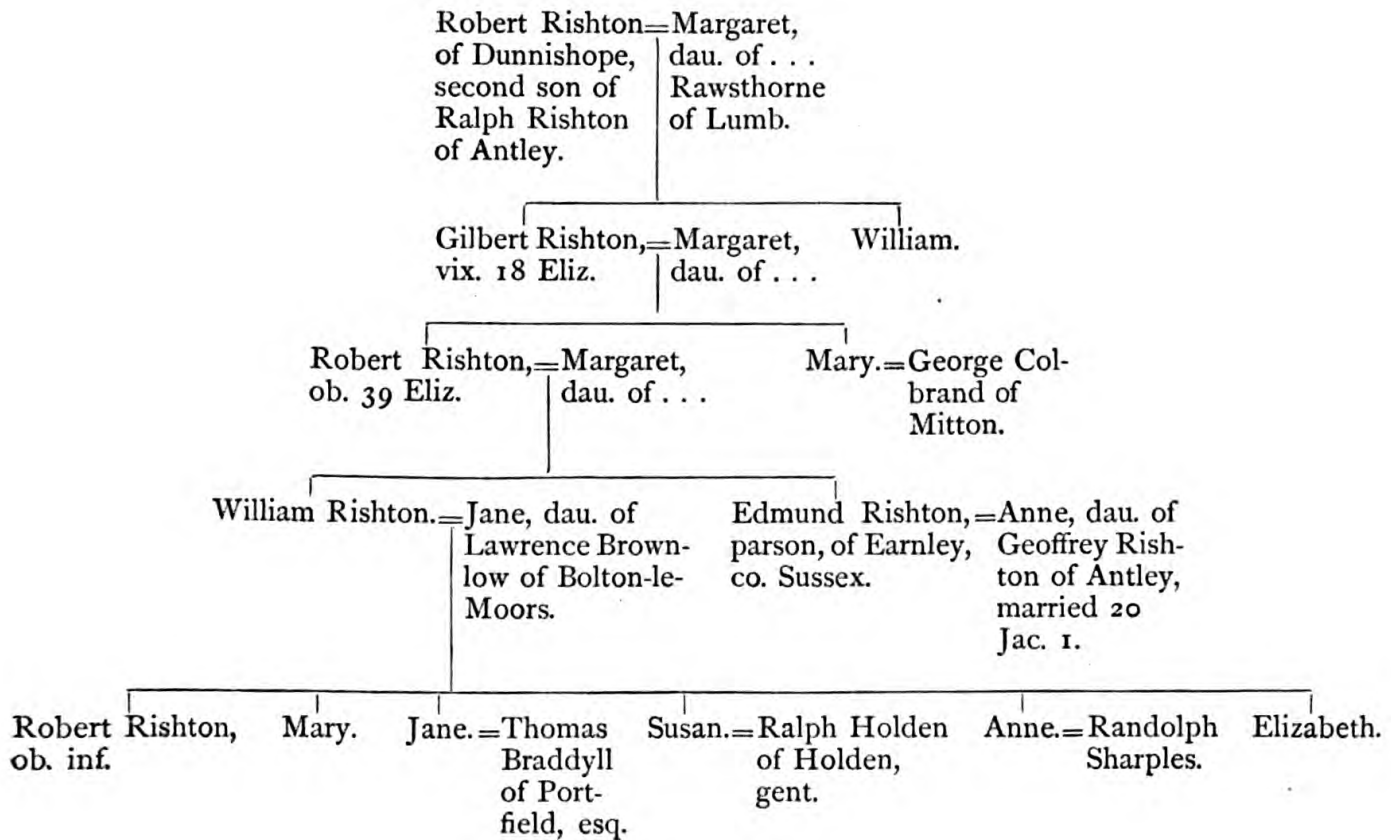 Robert Rishton=Margaret,
of Dunnishope, dau. of . . .
second son of Rawsthorne
Ralph Rishton of Lumb.
of Antley.
Gilbert Rishton,=Margaret, William.
vix. 18 Eliz. dau. of . . .
Robert Rishton,=Margaret, Mary.=George Col-
ob. 39 Eliz. dau. of . . . brand of
Mitton.
William Rishton.=Jane, dau. of Edmund Rishton,=Anne, dau. of
Lawrence Brown- parson, of Earnley, Geoffrey Rish-
low of Bolton-le- co. Sussex. ton of Antley,
Moors. married 20
Jac. 1.
Robert Rishton, Mary. Jane.=Thomas Susan.=Ralph Holden Anne.=Randolph Elizabeth.
ob. inf. Braddyll of Holden, Sharples.
of Port- gent.
field, esq.